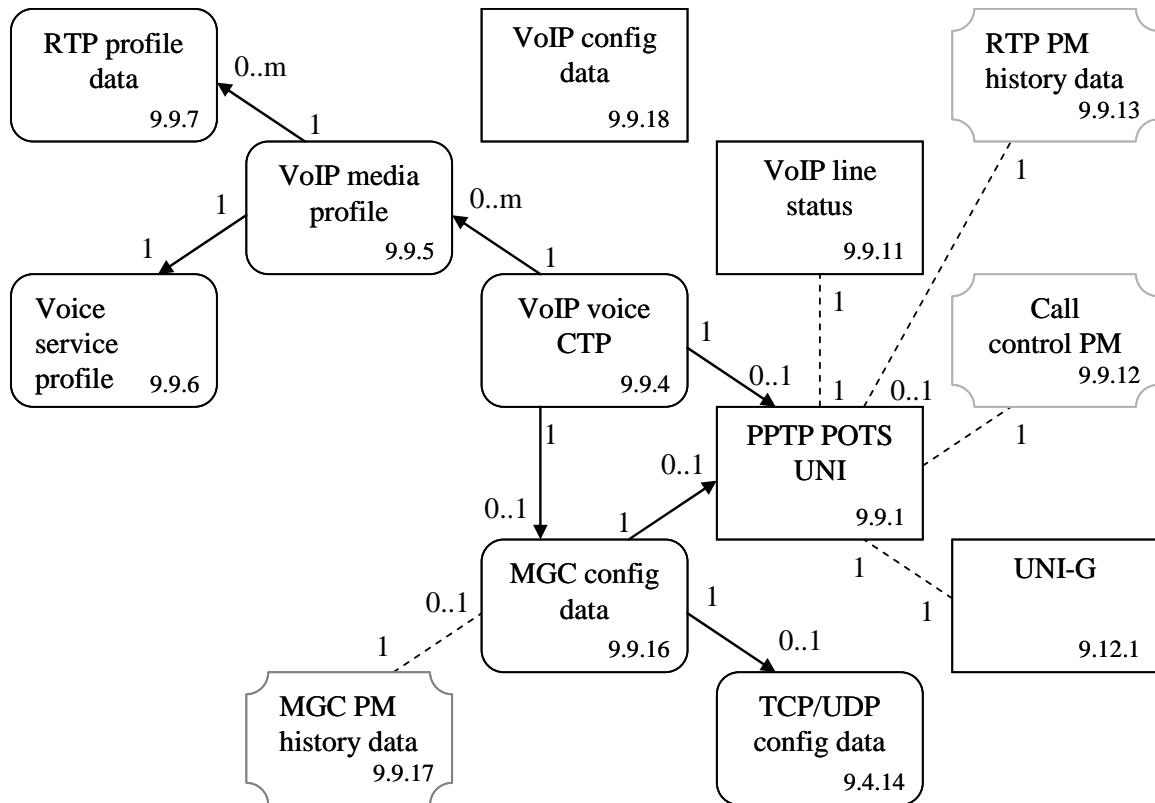 RTP profile
data
9.9.7
VoIP config
data
9.9.18
RTP PM
history data
9.9.13
0..m
1
VoIP media
profile
9.9.5
VoIP line
status
9.9.11
1
1
0..m
1
1
Voice
service
profile
9.9.6
VoIP voice
CTP
9.9.4
1
Call
control PM
9.9.12
1
0..1
1
0..1
1
1
PPTP POTS
UNI
9.9.1
0..1
0..1
1
MGC config
data
9.9.16
1
1
UNI-G
9.12.1
0..1
1
1
0..1
MGC PM
history data
9.9.17
TCP/UDP
config data
9.4.14